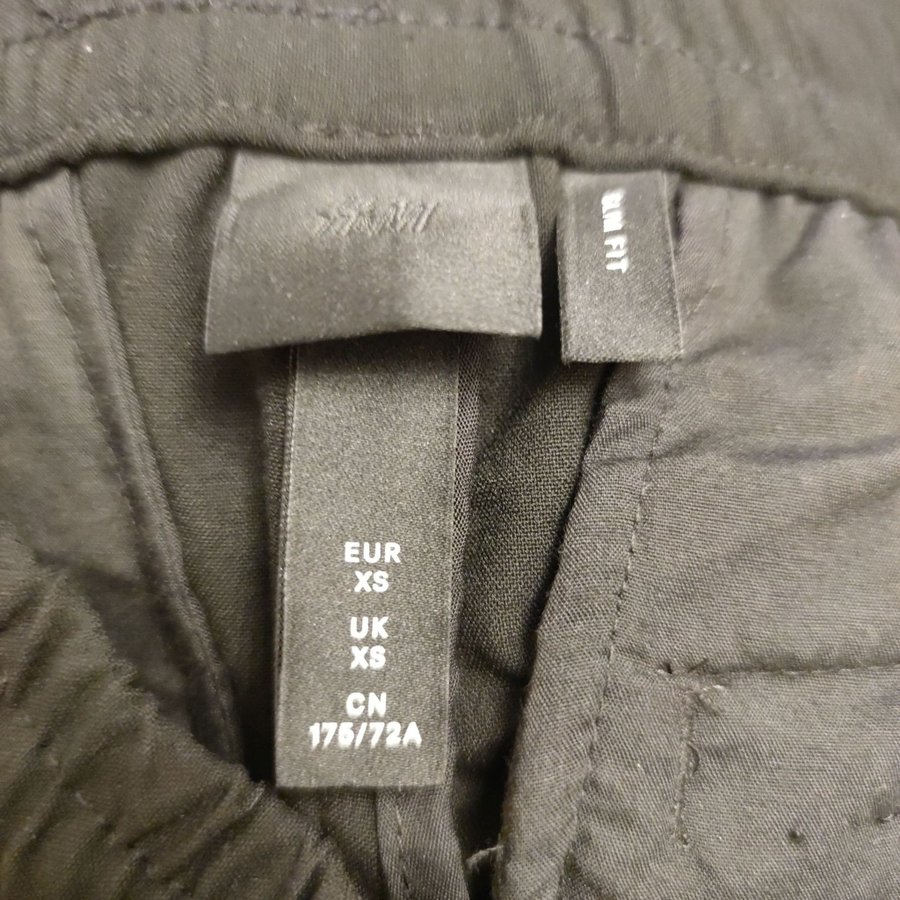 SLIM FIT
EUR
XS
UK
XS
CN
175/72A